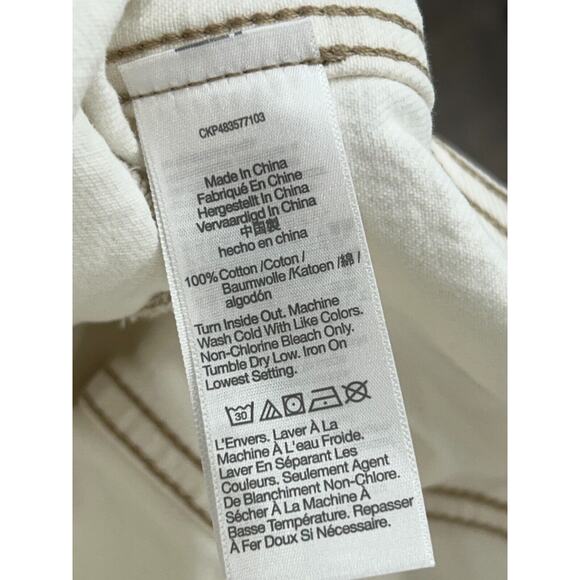 CKP483577103
Made In China
Fabriqué En Chine
Hergestellt In China
Vervaardigd In China
中国製
hecho en china
100% Cotton /Coton /
Baumwolle /Katoen /綿 /
algodón
Turn Inside Out. Machine
Wash Cold With Like Colors.
Non-Chlorine Bleach Only.
Tumble Dry Low. Iron On
Lowest Setting.
30
L'Envers. Laver À La
Machine À L'eau Froide.
Laver En Séparant Les
Couleurs. Seulement Agent
De Blanchiment Non-Chlore.
Sécher À La Machine À
Basse Température. Repasser
À Fer Doux Si Nécessaire.